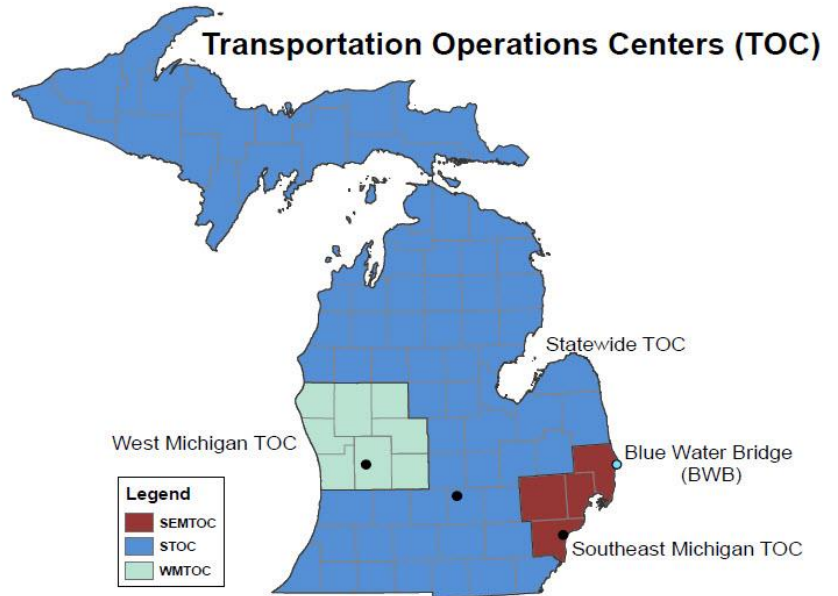 Transportation Operations Centers (TOC)
Statewide TOC
West Michigan TOC
Blue Water Bridge
(BWB)
Legend
SEMTOC
STOC
WMTOC
Southeast Michigan TOC